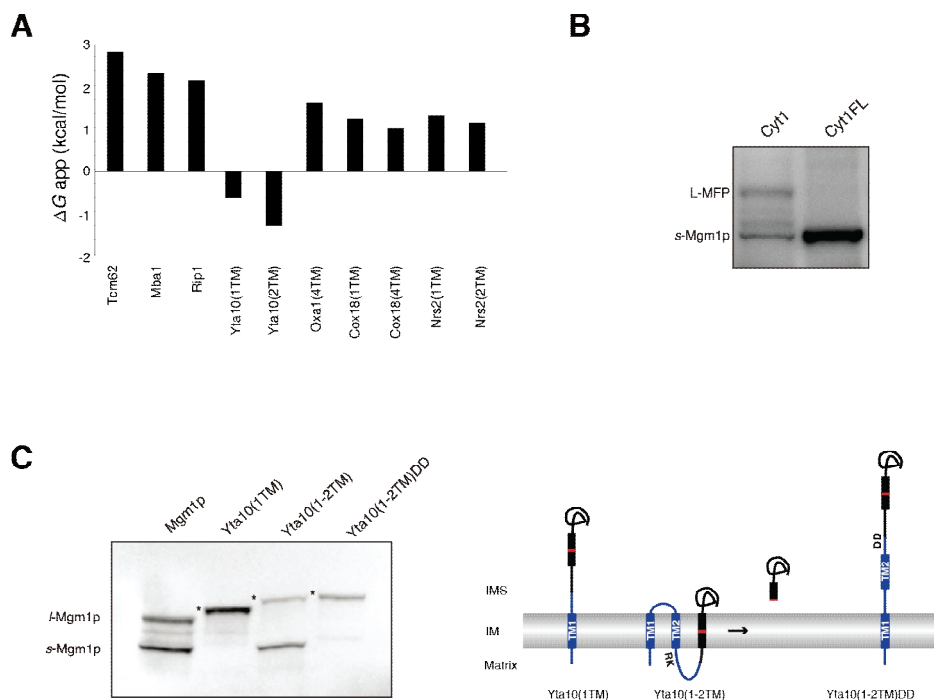 A
3
2
1
0
-1
-2
ΔG app (kcal/mol)
Tcm62
Mba1
Rip1
Yta10(1TM)
Yta10(2TM)
Oxa1(4TM)
Cox18(1TM)
Cox18(4TM)
Nrs2(1TM)
Nrs2(2TM)
B
Cyt1
Cyt1FL
L-MFP
s-Mgm1p
C
Mgm1p
Yta10(1TM)
Yta10(1-2TM)
Yta10(1-2TM)DD
* * *
l-Mgm1p
s-Mgm1p
IMS
IM
Matrix
TM1
TM1
TM2
RK
DD
TM2
TM1
Yta10(1TM)
Yta10(1-2TM)
Yta10(1-2TM)DD